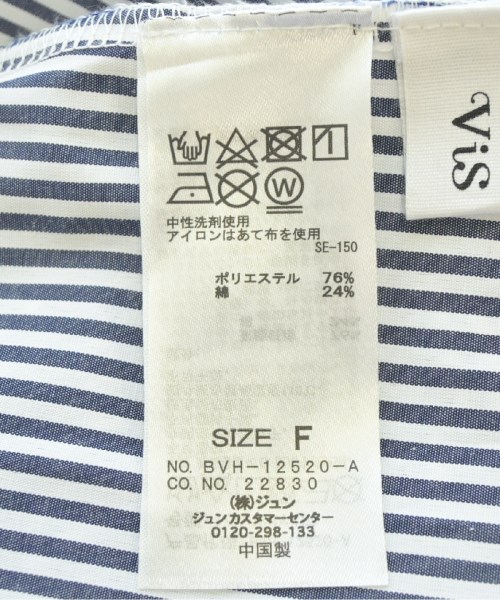 ViS
W
中性洗剤使用
アイロンはあて布を使用
SE-150
ポリエステル 76%
綿 24%
SIZE F
NO. BVH-12520-A
CO. NO. 22830
(株)ジュン
ジュンカスタマーセンター
0120-298-133
中国製